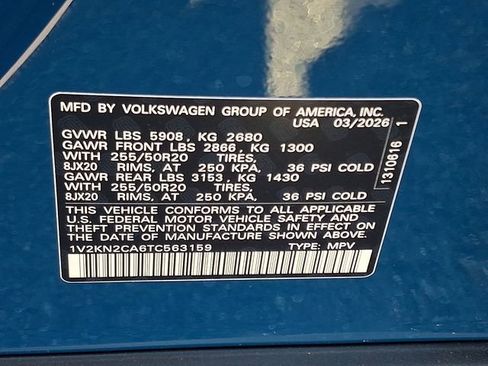 MFD BY VOLKSWAGEN GROUP OF AMERICA, INC.
USA 03/2026
GVWR LBS 5908, KG 2680
GAWR FRONT LBS 2866, KG 1300
WITH 255/50R20 TIRES,
8JX20 RIMS, AT 250 KPA, 36 PSI COLD
GAWR REAR LBS 3153, KG 1430
WITH 255/50R20 TIRES,
8JX20 RIMS, AT 250 KPA, 36 PSI COLD
THIS VEHICLE CONFORMS TO ALL APPLICABLE
U.S. FEDERAL MOTOR VEHICLE SAFETY AND
THEFT PREVENTION STANDARDS IN EFFECT ON
DATE OF MANUFACTURE SHOWN ABOVE.
1V2KN2CA6TC563159 TYPE: MPV
1310616 1